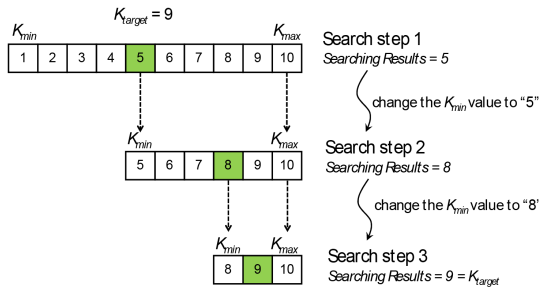 K_target = 9
K_min K_max
1 2 3 4 5 6 7 8 9 10
Search step 1
Searching Results = 5
change the K_min value to “5”
K_min K_max
5 6 7 8 9 10
Search step 2
Searching Results = 8
change the K_min value to “8’
K_min K_max
8 9 10
Search step 3
Searching Results = 9 = K_target